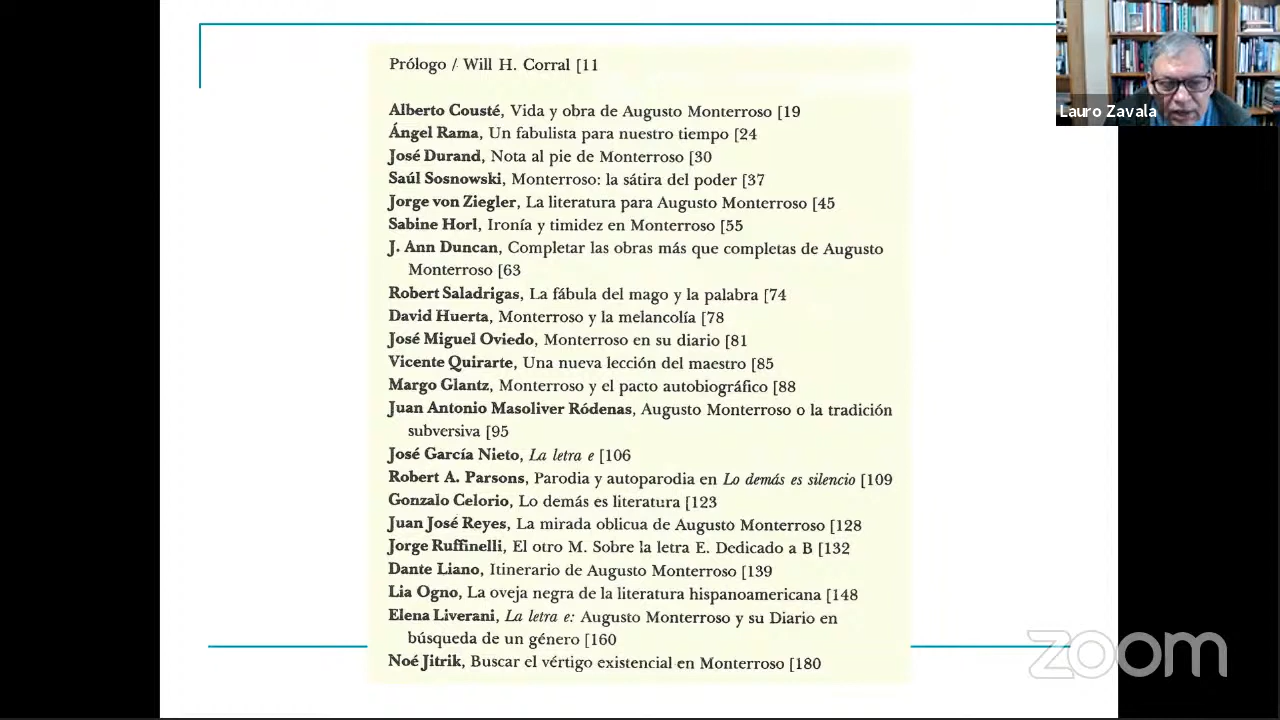 Prólogo / Will H. Corral [11
Alberto Cousté, Vida y obra de Augusto Monterroso [19
Ángel Rama, Un fabulista para nuestro tiempo [24
José Durand, Nota al pie de Monterroso [30
Saúl Sosnowski, Monterroso: la sátira del poder [37
Jorge von Ziegler, La literatura para Augusto Monterroso [45
Sabine Horl, Ironía y timidez en Monterroso [55
J. Ann Duncan, Completar las obras más que completas de Augusto
Monterroso [63
Robert Saladrigas, La fábula del mago y la palabra [74
David Huerta, Monterroso y la melancolía [78
José Miguel Oviedo, Monterroso en su diario [81
Vicente Quirarte, Una nueva lección del maestro [85
Margo Glantz, Monterroso y el pacto autobiográfico [88
Juan Antonio Masoliver Ródenas, Augusto Monterroso o la tradición
subversiva [95
José García Nieto, La letra e [106
Robert A. Parsons, Parodia y autoparodia en Lo demás es silencio [109
Gonzalo Celorio, Lo demás es literatura [123
Juan José Reyes, La mirada oblicua de Augusto Monterroso [128
Jorge Ruffinelli, El otro M. Sobre la letra E. Dedicado a B [132
Dante Liano, Itinerario de Augusto Monterroso [139
Lia Ogno, La oveja negra de la literatura hispanoamericana [148
Elena Liverani, La letra e: Augusto Monterroso y su Diario en
búsqueda de un género [160
Noé Jitrik, Buscar el vértigo existencial en Monterroso [180
Lauro Zavala
zoom